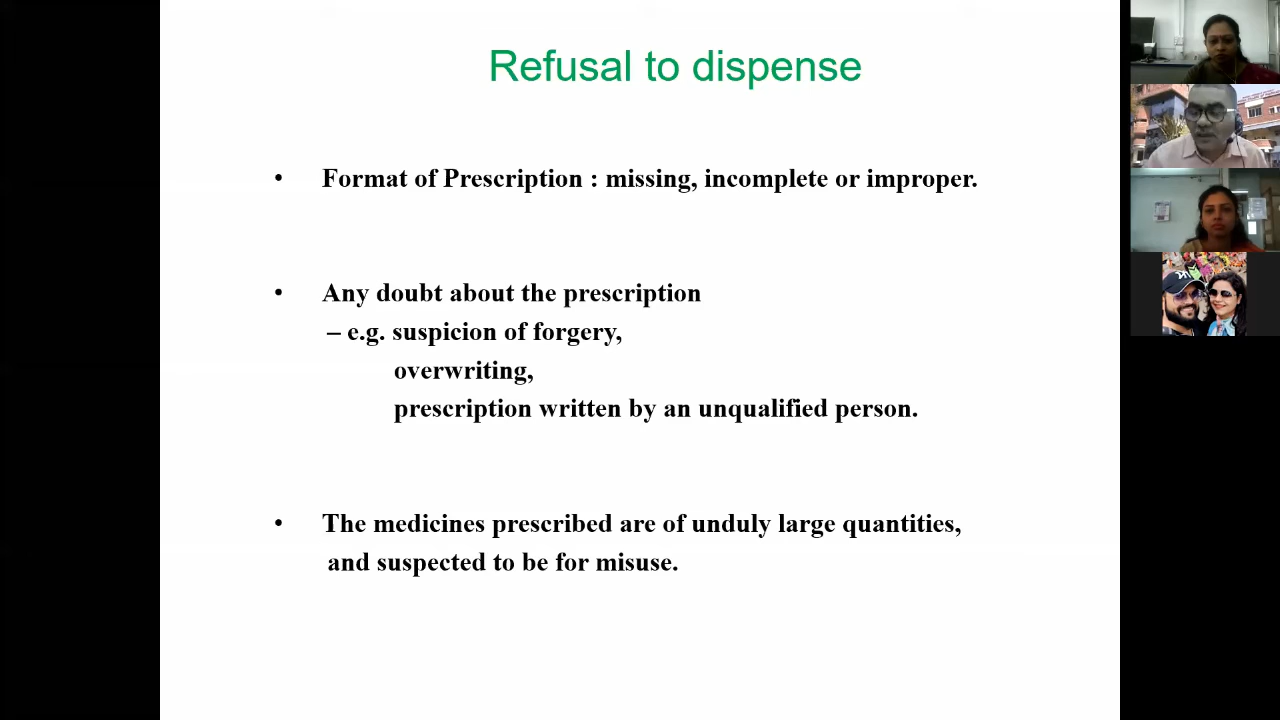 Refusal to dispense
• Format of Prescription : missing, incomplete or improper.
• Any doubt about the prescription
– e.g. suspicion of forgery,
overwriting,
prescription written by an unqualified person.
• The medicines prescribed are of unduly large quantities,
and suspected to be for misuse.